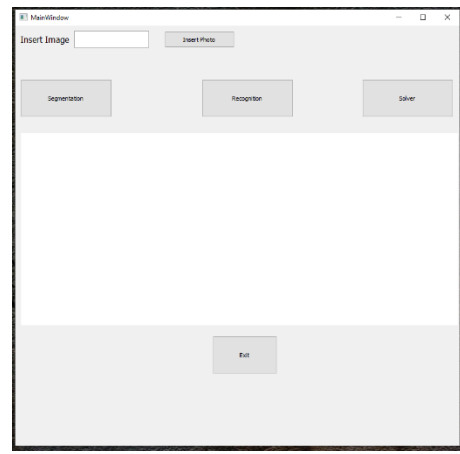 MainWindow
Insert Image Insert Photo
Segmentation Recognition Solver
Exit